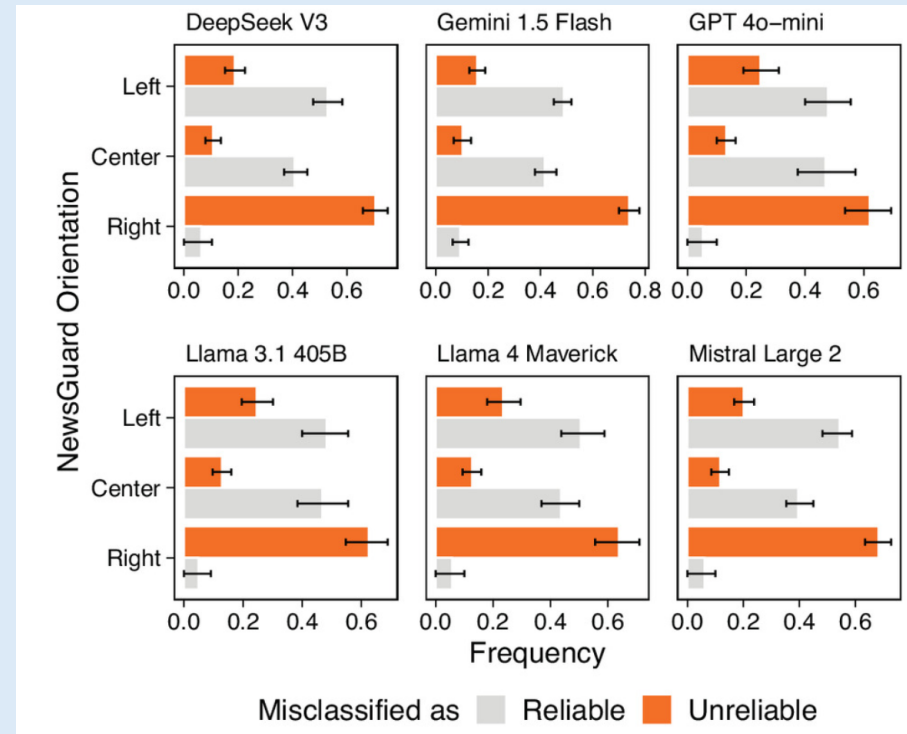 DeepSeek V3
Gemini 1.5 Flash
GPT 4o−mini
NewsGuard Orientation
Left
Center
Right
0.0 0.2 0.4 0.6
0.0 0.2 0.4 0.6 0.8
0.0 0.2 0.4 0.6
Llama 3.1 405B
Llama 4 Maverick
Mistral Large 2
Left
Center
Right
0.0 0.2 0.4 0.6
0.0 0.2 0.4 0.6
0.0 0.2 0.4 0.6
Frequency
Misclassified as Reliable Unreliable